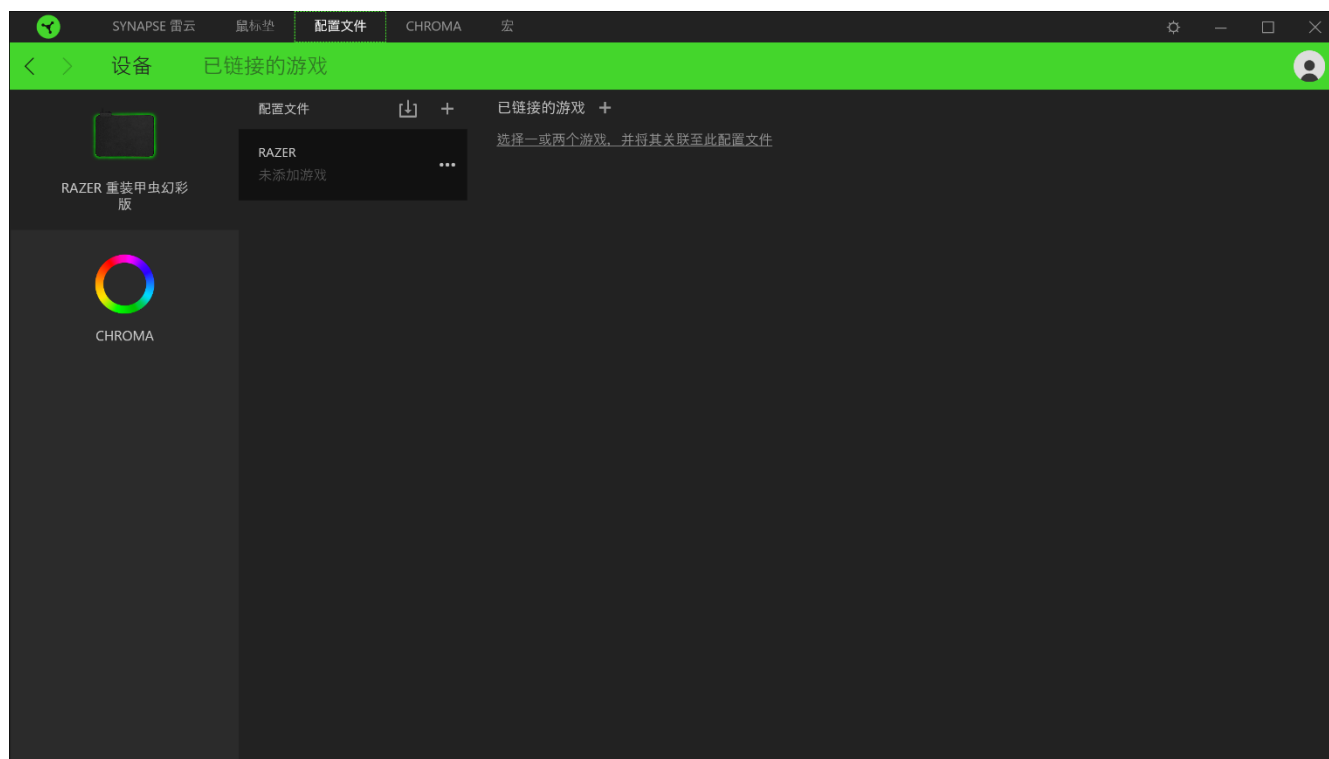 SYNAPSE 雷云 鼠标垫 配置文件 CHROMA 宏
设备 已链接的游戏
配置文件
已链接的游戏
选择一或两个游戏，并将其关联至此配置文件
RAZER
未添加游戏
RAZER 重装甲虫幻彩
版
CHROMA